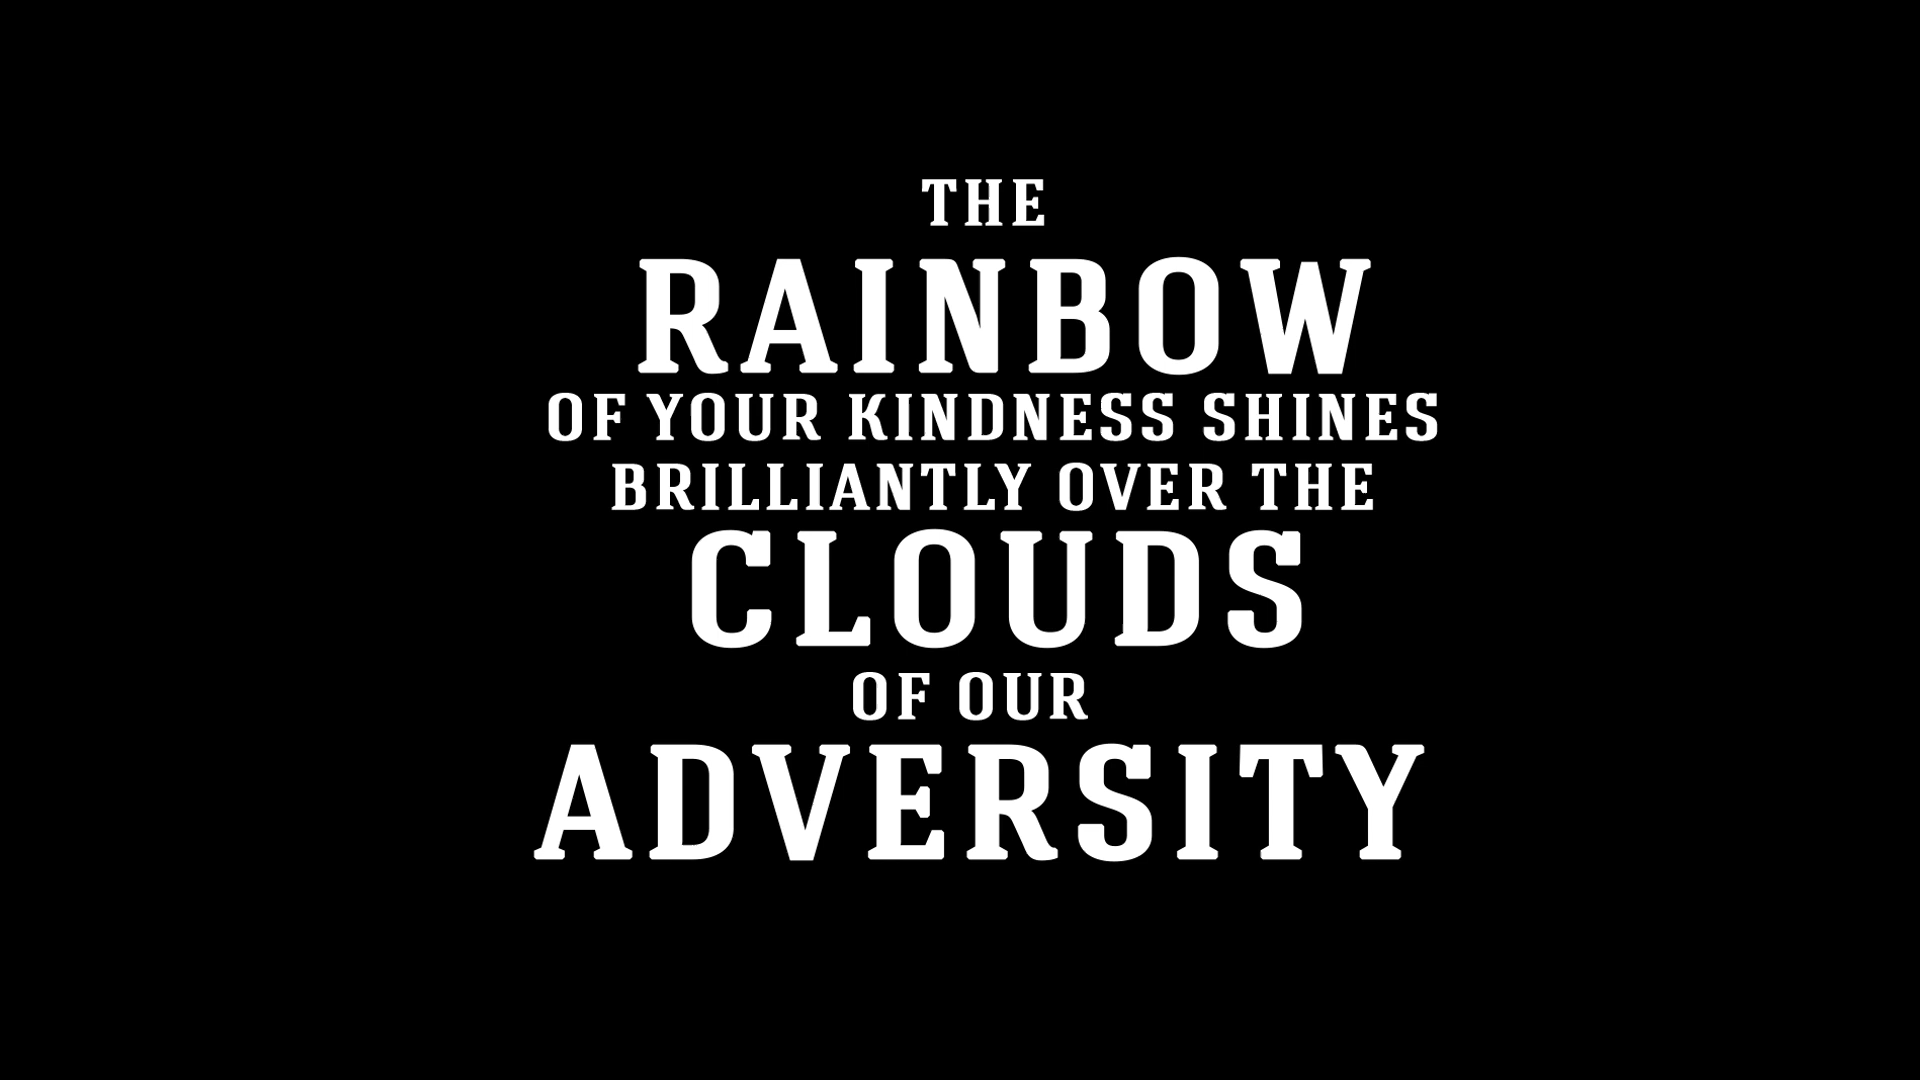 THE
RAINBOW
OF YOUR KINDNESS SHINES
BRILLIANTLY OVER THE
CLOUDS
OF OUR
ADVERSITY